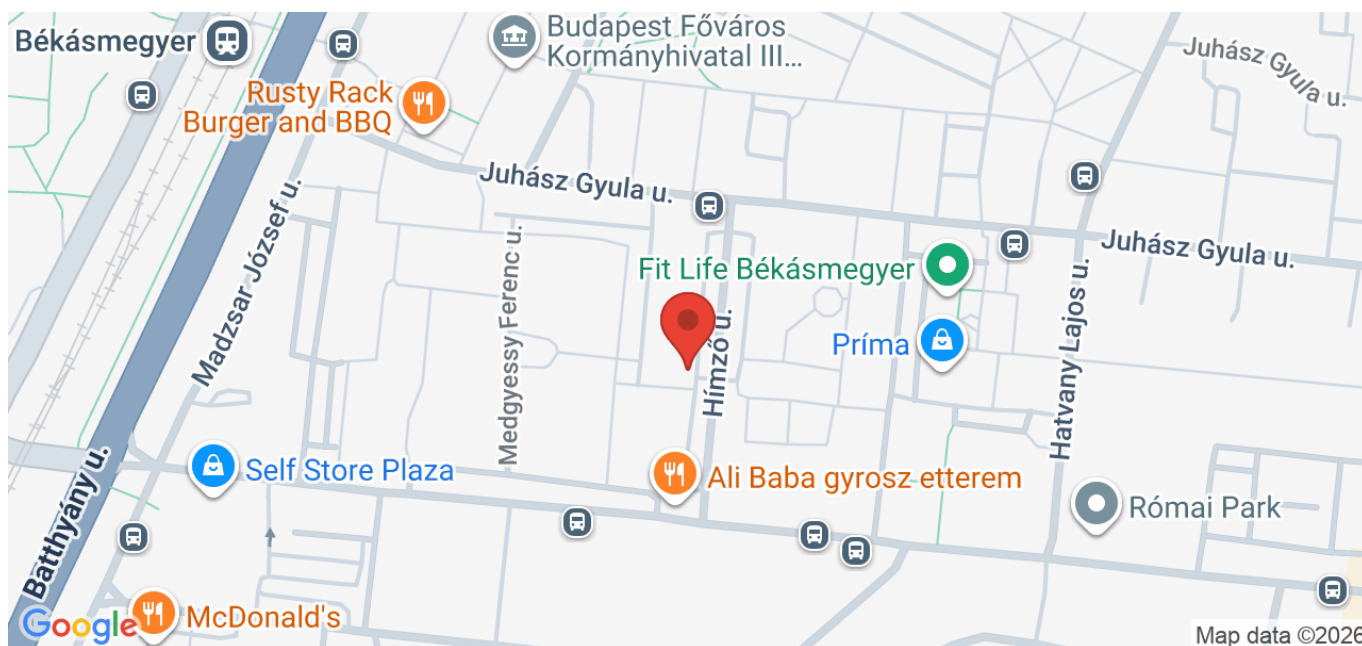 Békásmegyer
Budapest Főváros
Kormányhivatal III...
Juhász Gyula u.
Rusty Rack
Burger and BBQ
Juhász Gyula u.
Juhász Gyula u.
Fit Life Békásmegyer
Madzsar József u.
Medgyessy Ferenc u.
Hímző u.
Príma
Hatvany Lajos u.
Self Store Plaza
Ali Baba gyrosz etterem
Római Park
Batthyány u.
McDonald's
Google
Map data ©2026